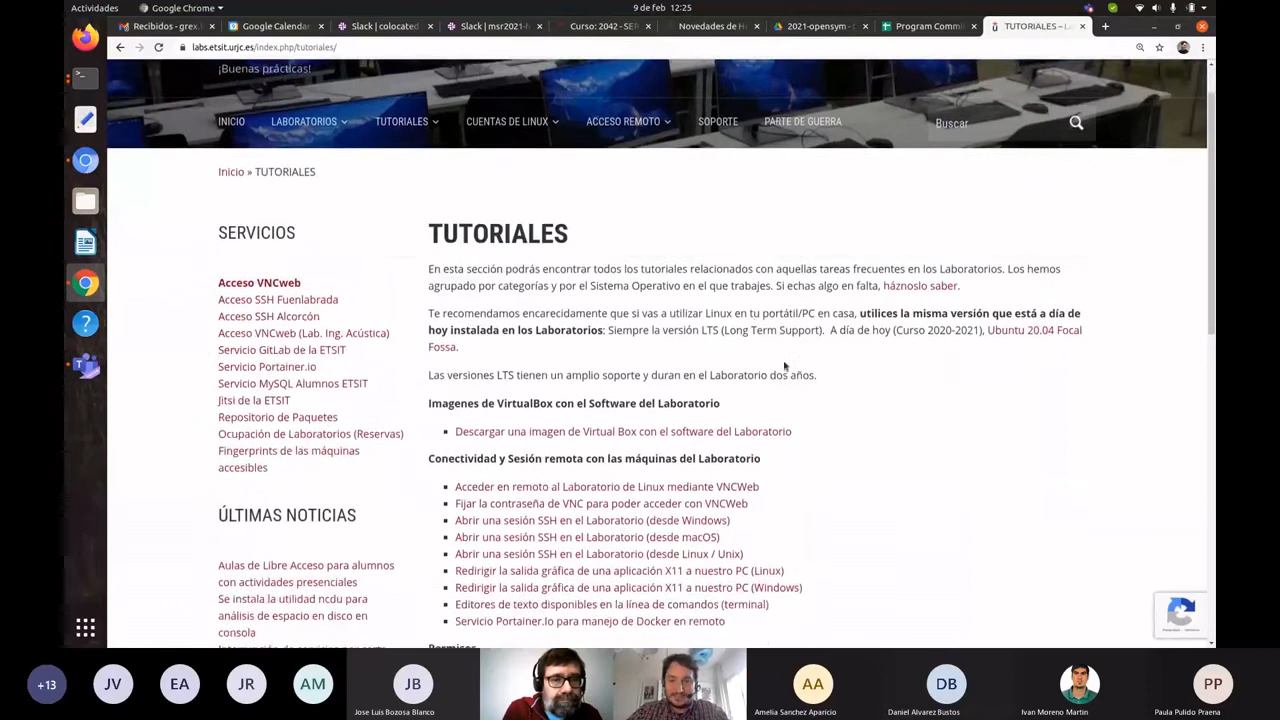 Actividades
Google Chrome
9 de feb 12:25
Recibidos - grex.
Google Calenda
Slack | colocated
Slack | msr2021-
Curso: 2042 - SER
Novedades de H
2021-opensym -
Program Commi
TUTORIALES – L
labs.etsit.urjc.es/index.php/tutoriales/
¡Buenas prácticas!
INICIO LABORATORIOS TUTORIALES CUENTAS DE LINUX ACCESO REMOTO SOPORTE PARTE DE GUERRA
Buscar
Inicio » TUTORIALES
SERVICIOS
Acceso VNCweb
Acceso SSH Fuenlabrada
Acceso SSH Alcorcón
Acceso VNCweb (Lab. Ing. Acústica)
Servicio GitLab de la ETSIT
Servicio Portainer.io
Servicio MySQL Alumnos ETSIT
Jitsi de la ETSIT
Repositorio de Paquetes
Ocupación de Laboratorios (Reservas)
Fingerprints de las máquinas
accesibles
ÚLTIMAS NOTICIAS
Aulas de Libre Acceso para alumnos
con actividades presenciales
Se instala la utilidad ncdu para
análisis de espacio en disco en
consola
TUTORIALES
En esta sección podrás encontrar todos los tutoriales relacionados con aquellas tareas frecuentes en los Laboratorios. Los hemos
agrupado por categorías y por el Sistema Operativo en el que trabajes. Si echas algo en falta, háznoslo saber.
Te recomendamos encarecidamente que si vas a utilizar Linux en tu portátil/PC en casa, utilices la misma versión que está a día de
hoy instalada en los Laboratorios: Siempre la versión LTS (Long Term Support). A día de hoy (Curso 2020-2021), Ubuntu 20.04 Focal
Fossa.
Las versiones LTS tienen un amplio soporte y duran en el Laboratorio dos años.
Imagenes de VirtualBox con el Software del Laboratorio
Descargar una imagen de Virtual Box con el software del Laboratorio
Conectividad y Sesión remota con las máquinas del Laboratorio
Acceder en remoto al Laboratorio de Linux mediante VNCWeb
Fijar la contraseña de VNC para poder acceder con VNCWeb
Abrir una sesión SSH en el Laboratorio (desde Windows)
Abrir una sesión SSH en el Laboratorio (desde macOS)
Abrir una sesión SSH en el Laboratorio (desde Linux / Unix)
Redirigir la salida gráfica de una aplicación X11 a nuestro PC (Linux)
Redirigir la salida gráfica de una aplicación X11 a nuestro PC (Windows)
Editores de texto disponibles en la línea de comandos (terminal)
Servicio Portainer.Io para manejo de Docker en remoto
+13
JV
EA
JR
AM
JB
Jose Luis Bozosa Blanco
AA
Amelia Sanchez Aparicio
DB
Daniel Alvarez Bustos
Ivan Moreno Martin
PP
Paula Pulido Praena